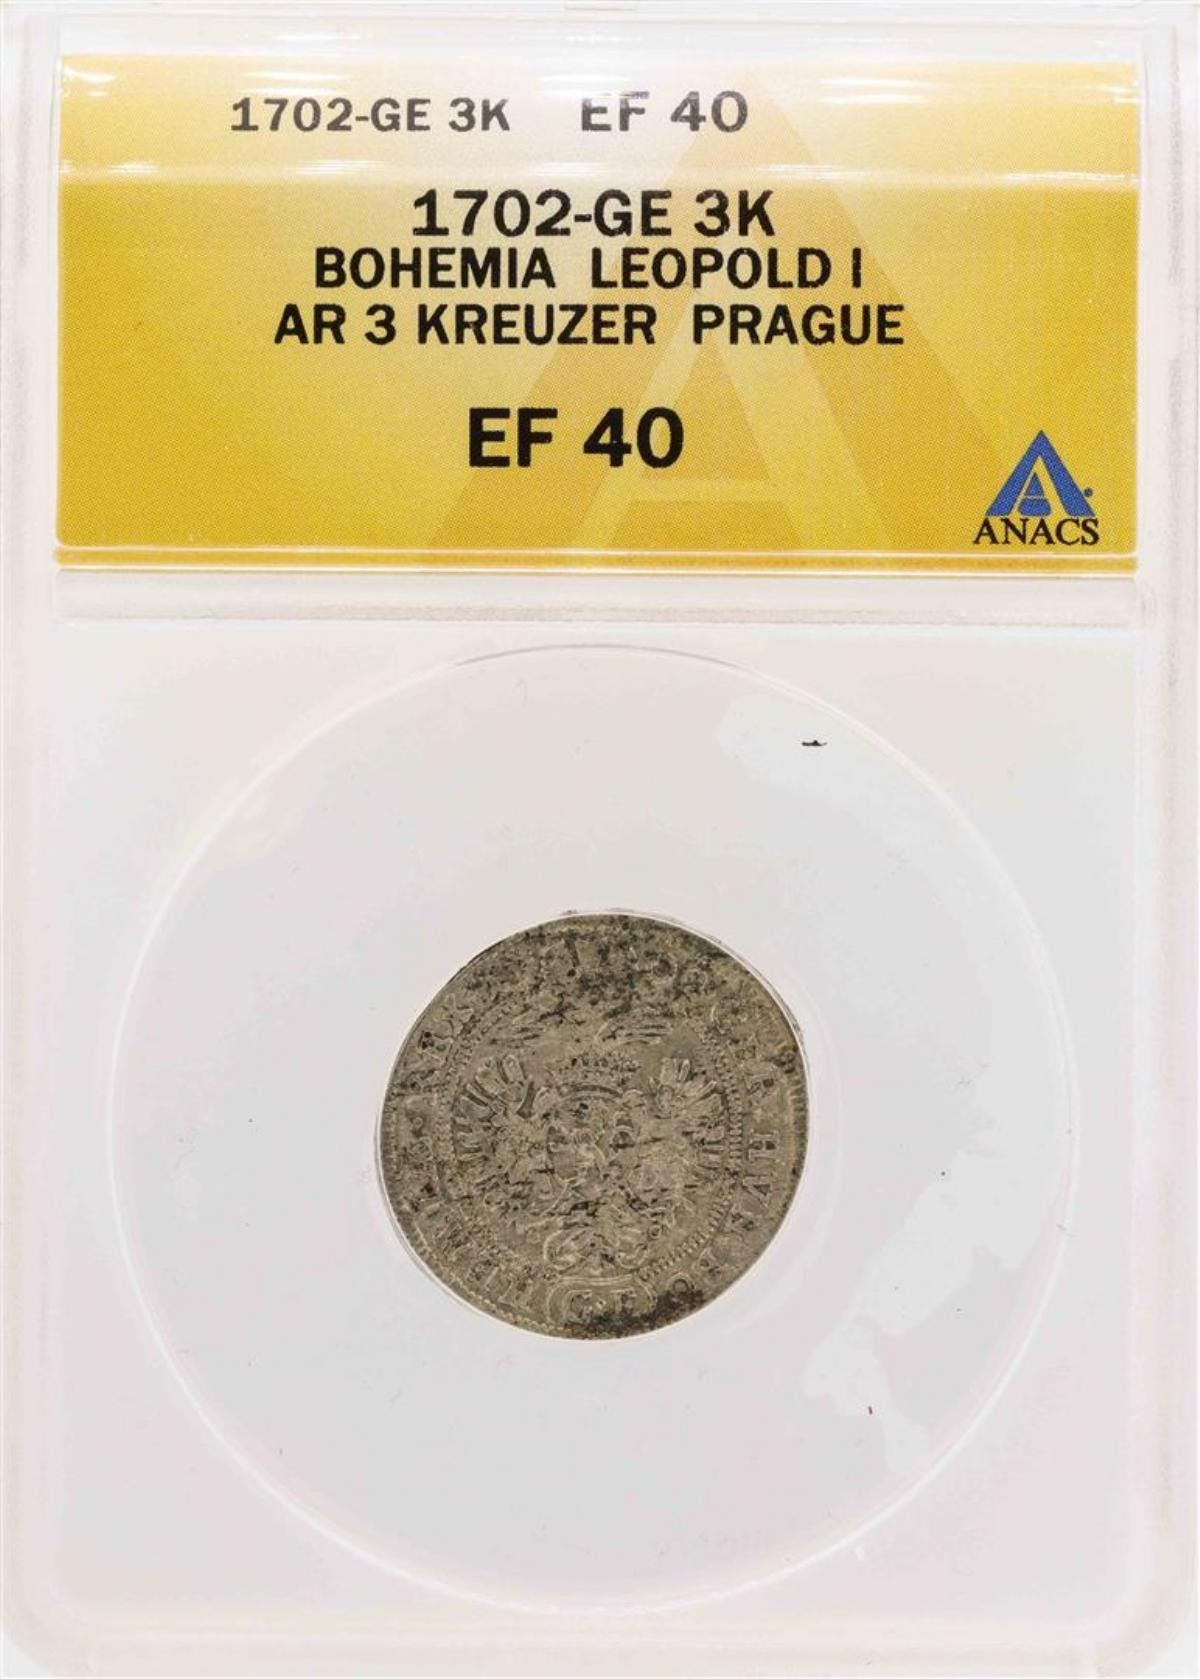 1702-GE 3K EF 40
1702-GE 3K
BOHEMIA LEOPOLD I
AR 3 KREUZER PRAGUE
EF 40
ANACS